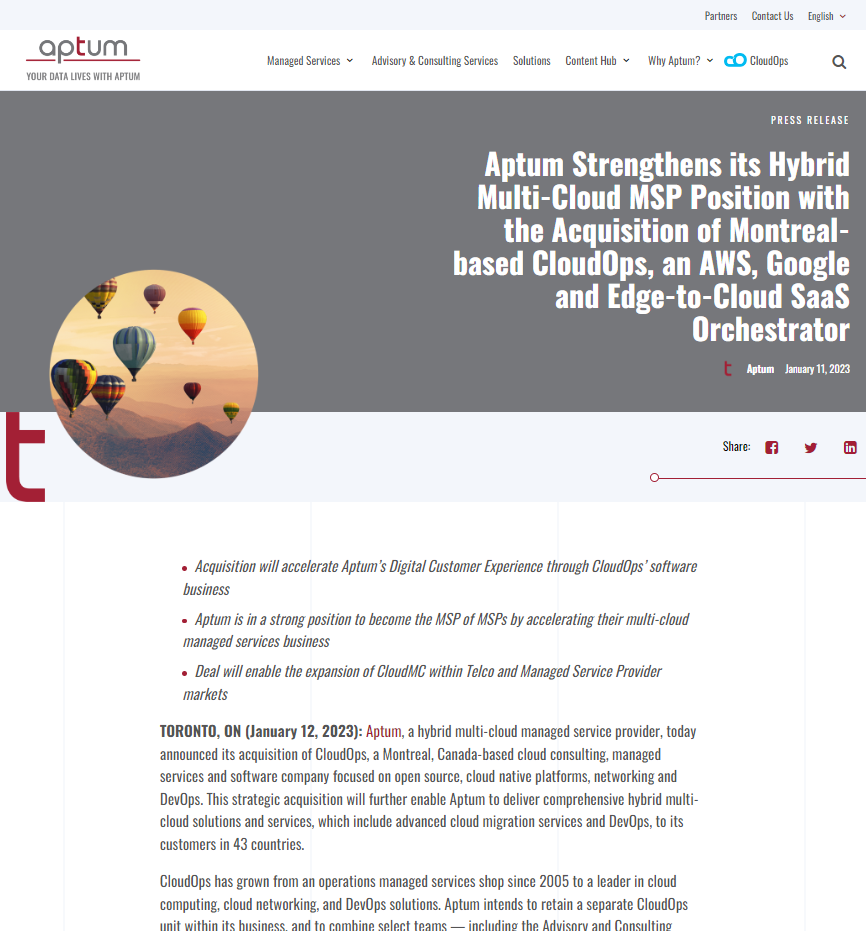 Partners Contact Us English
aptum
YOUR DATA LIVES WITH APTUM
Managed Services Advisory & Consulting Services Solutions Content Hub Why Aptum? CloudOps
PRESS RELEASE
Aptum Strengthens its Hybrid
Multi-Cloud MSP Position with
the Acquisition of Montreal-
based CloudOps, an AWS, Google
and Edge-to-Cloud SaaS
Orchestrator
t Aptum January 11, 2023
t
Share:
• Acquisition will accelerate Aptum's Digital Customer Experience through CloudOps' software
business
• Aptum is in a strong position to become the MSP of MSPs by accelerating their multi-cloud
managed services business
• Deal will enable the expansion of CloudMC within Telco and Managed Service Provider
markets
TORONTO, ON (January 12, 2023): Aptum, a hybrid multi-cloud managed service provider, today
announced its acquisition of CloudOps, a Montreal, Canada-based cloud consulting, managed
services and software company focused on open source, cloud native platforms, networking and
DevOps. This strategic acquisition will further enable Aptum to deliver comprehensive hybrid multi-
cloud solutions and services, which include advanced cloud migration services and DevOps, to its
customers in 43 countries.
CloudOps has grown from an operations managed services shop since 2005 to a leader in cloud
computing, cloud networking, and DevOps solutions. Aptum intends to retain a separate CloudOps
unit within its business, and to combine select teams — including the Advisory and Consulting